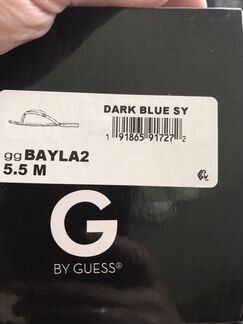 DARK BLUE SY
1 91865 91727 2
gg BAYLA2
5.5 M
G
BY GUESS®